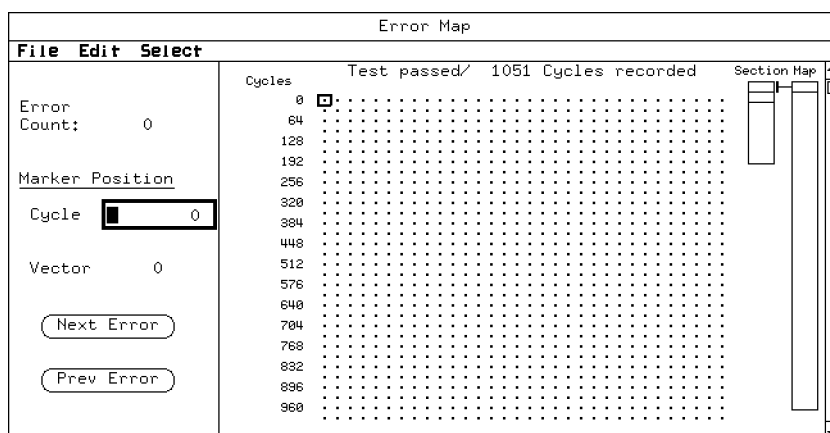 Error Map
File Edit Select
Test passed/ 1051 Cycles recorded
Section Map
Cycles
Error
Count: 0
Marker Position
Cycle 0
Vector 0
Next Error
Prev Error
0
64
128
192
256
320
384
448
512
576
640
704
768
832
896
960